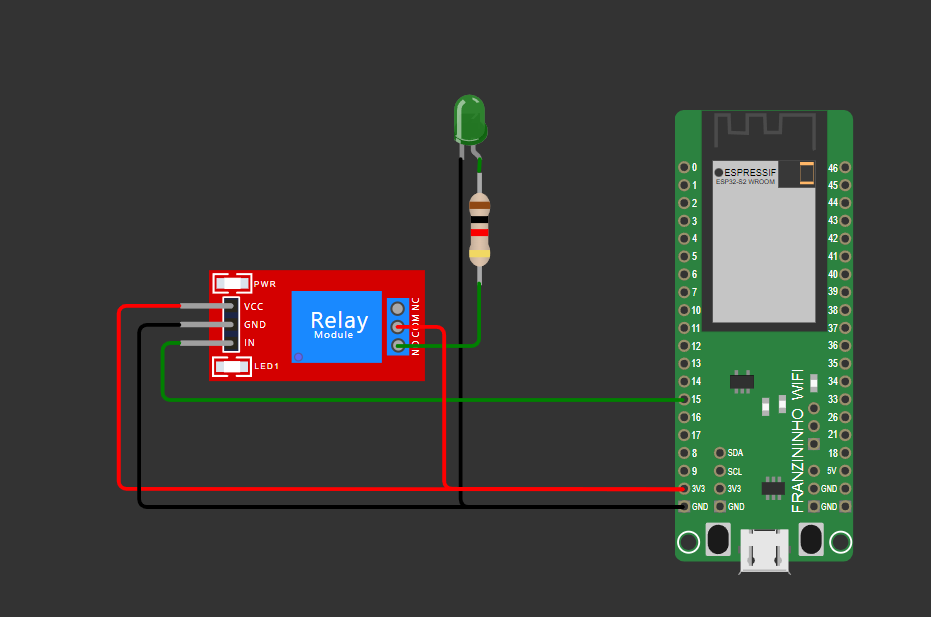 PWR
VCC
GND
IN
LED1
Relay
Module
NC
COM
NO
ESPRESSIF
ESP32-S2 WROOM
0
1
2
3
4
5
6
7
10
11
12
13
14
15
16
17
8
9
3V3
GND
SDA
SCL
3V3
GND
FRANZININHO WIFI
46
45
44
43
42
41
40
39
38
37
36
35
34
33
26
21
18
5V
GND
GND